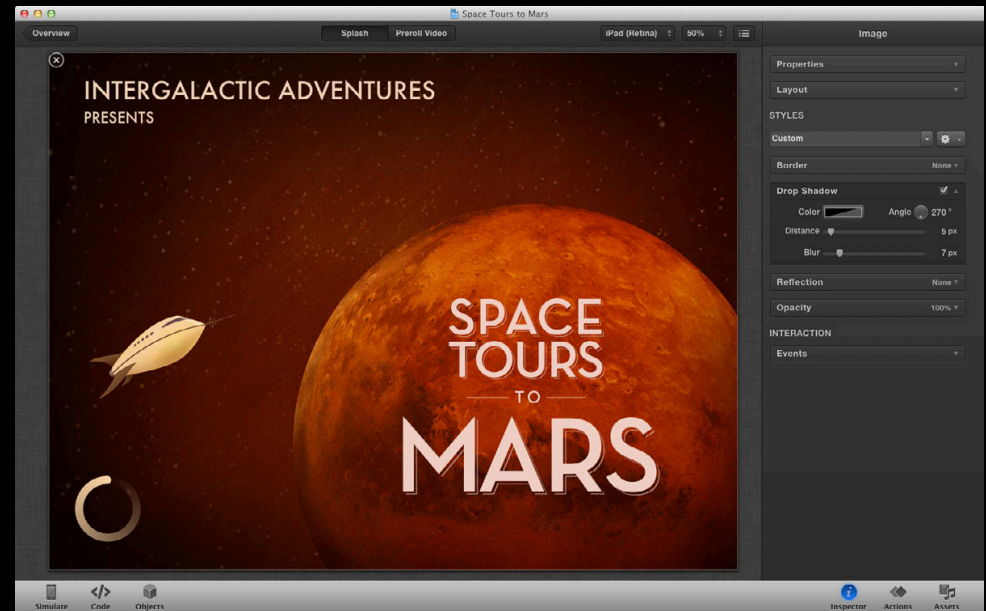 Space Tours to Mars
Overview
Splash
Preroll Video
iPad (Retina)
50%
Image
INTERGALACTIC ADVENTURES
PRESENTS
SPACE
TOURS
TO
MARS
Properties
Layout
STYLES
Custom
Border None
Drop Shadow
Color Angle 270 °
Distance 5 px
Blur 7 px
Reflection None
Opacity 100%
INTERACTION
Events
Simulate
</> Code
Objects
Inspector
Actions
Assets